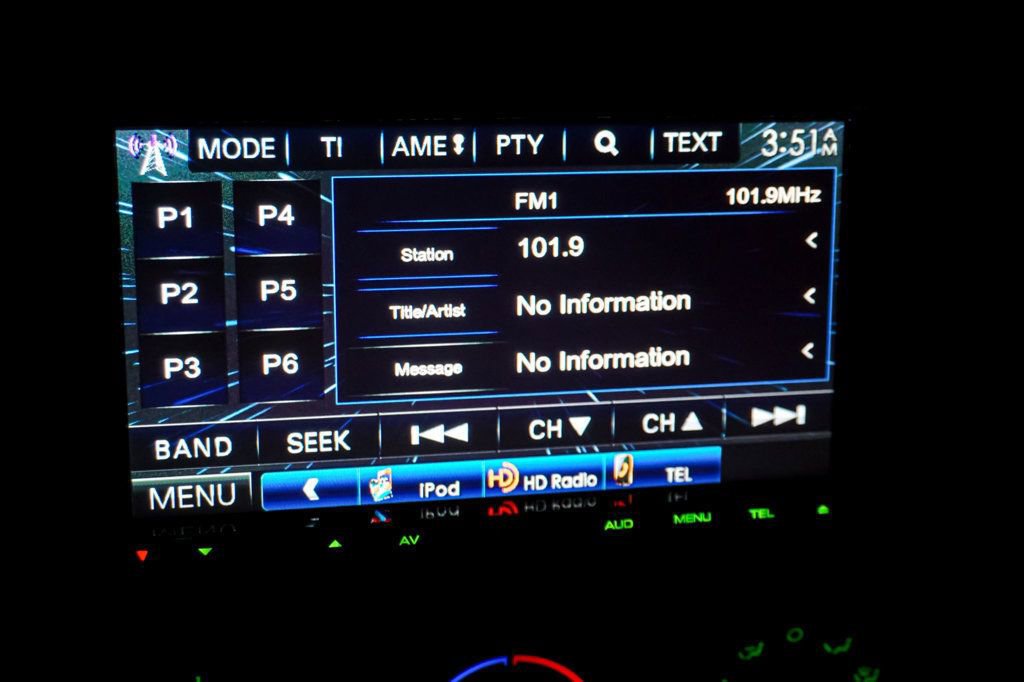 MODE TI AME PTY TEXT 3:51 AM
P1 P4
P2 P5
P3 P6
FM1 101.9MHz
Station 101.9
Title/Artist No Information
Message No Information
BAND SEEK CH CH
MENU iPod HD HD Radio TEL
AV AUD MENU TEL